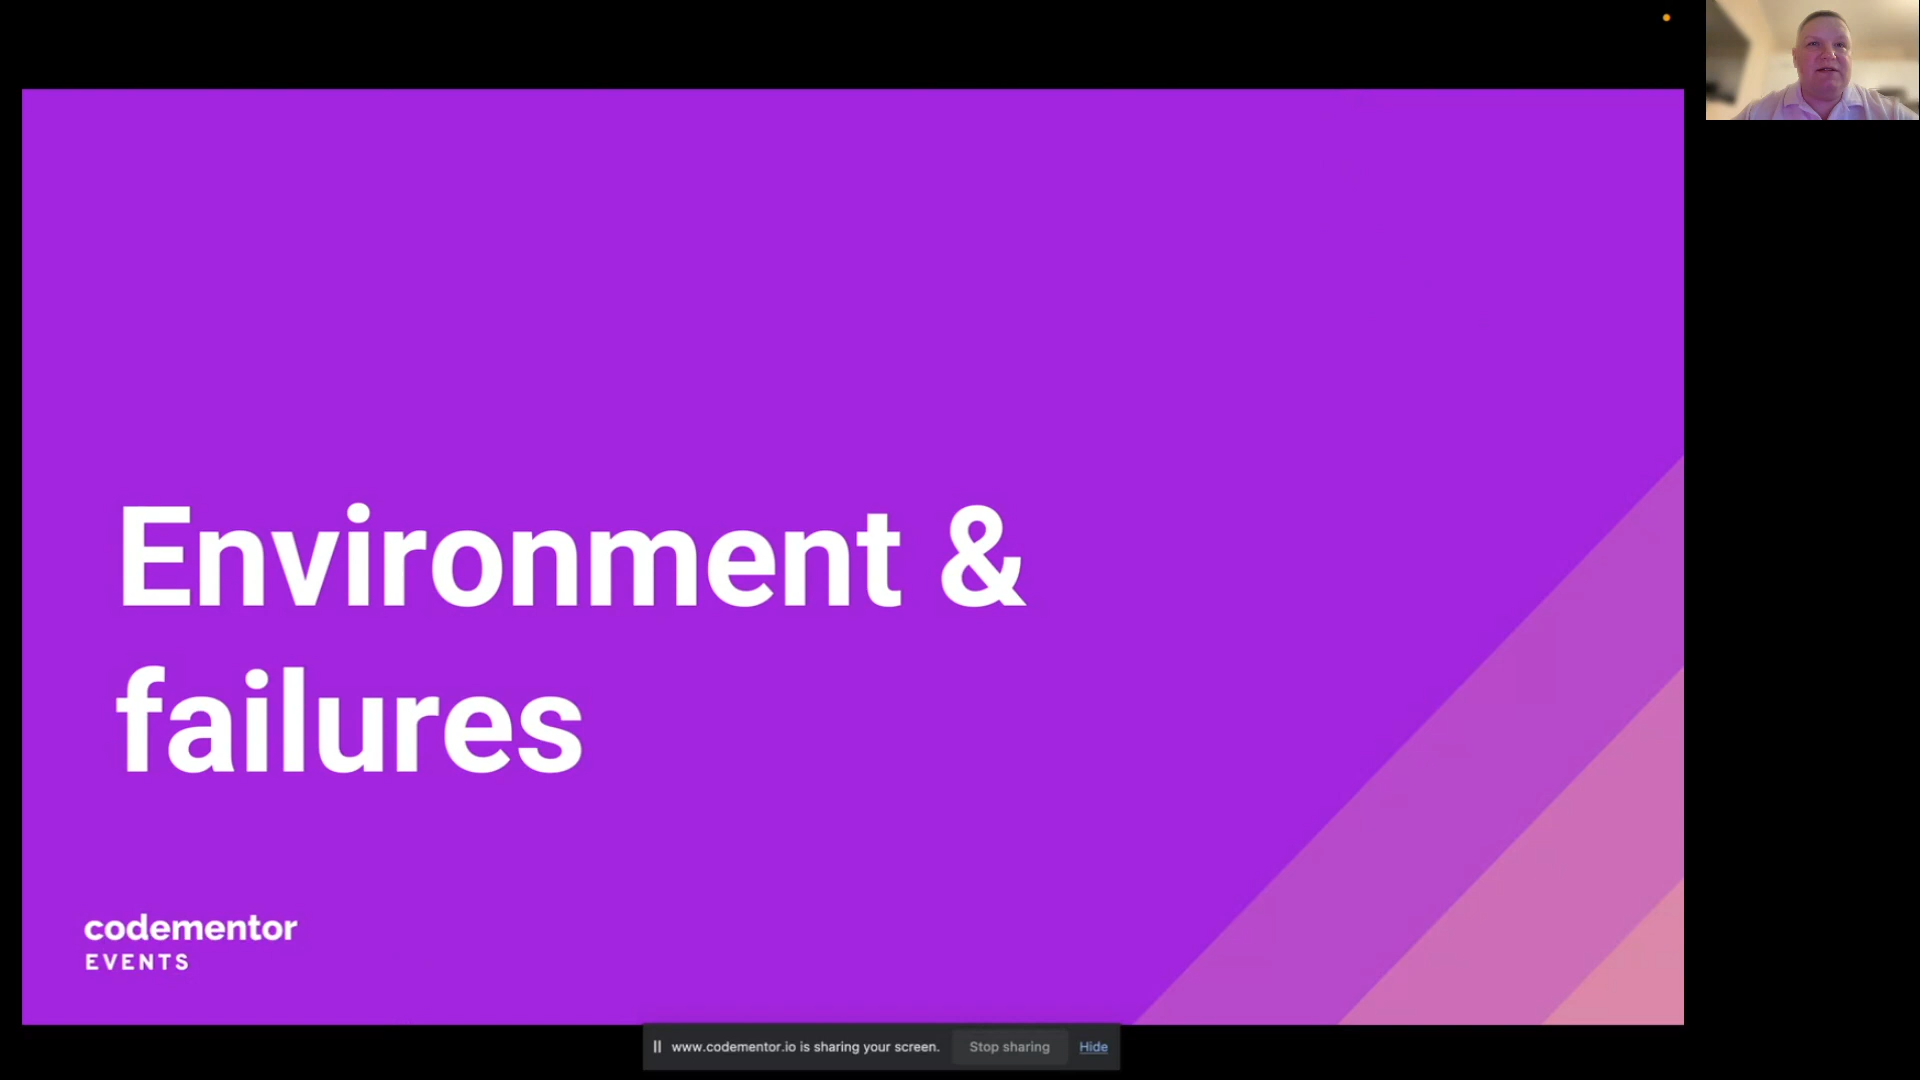 Environment &
failures
codementor
EVENTS
www.codementor.io is sharing your screen. Stop sharing Hide